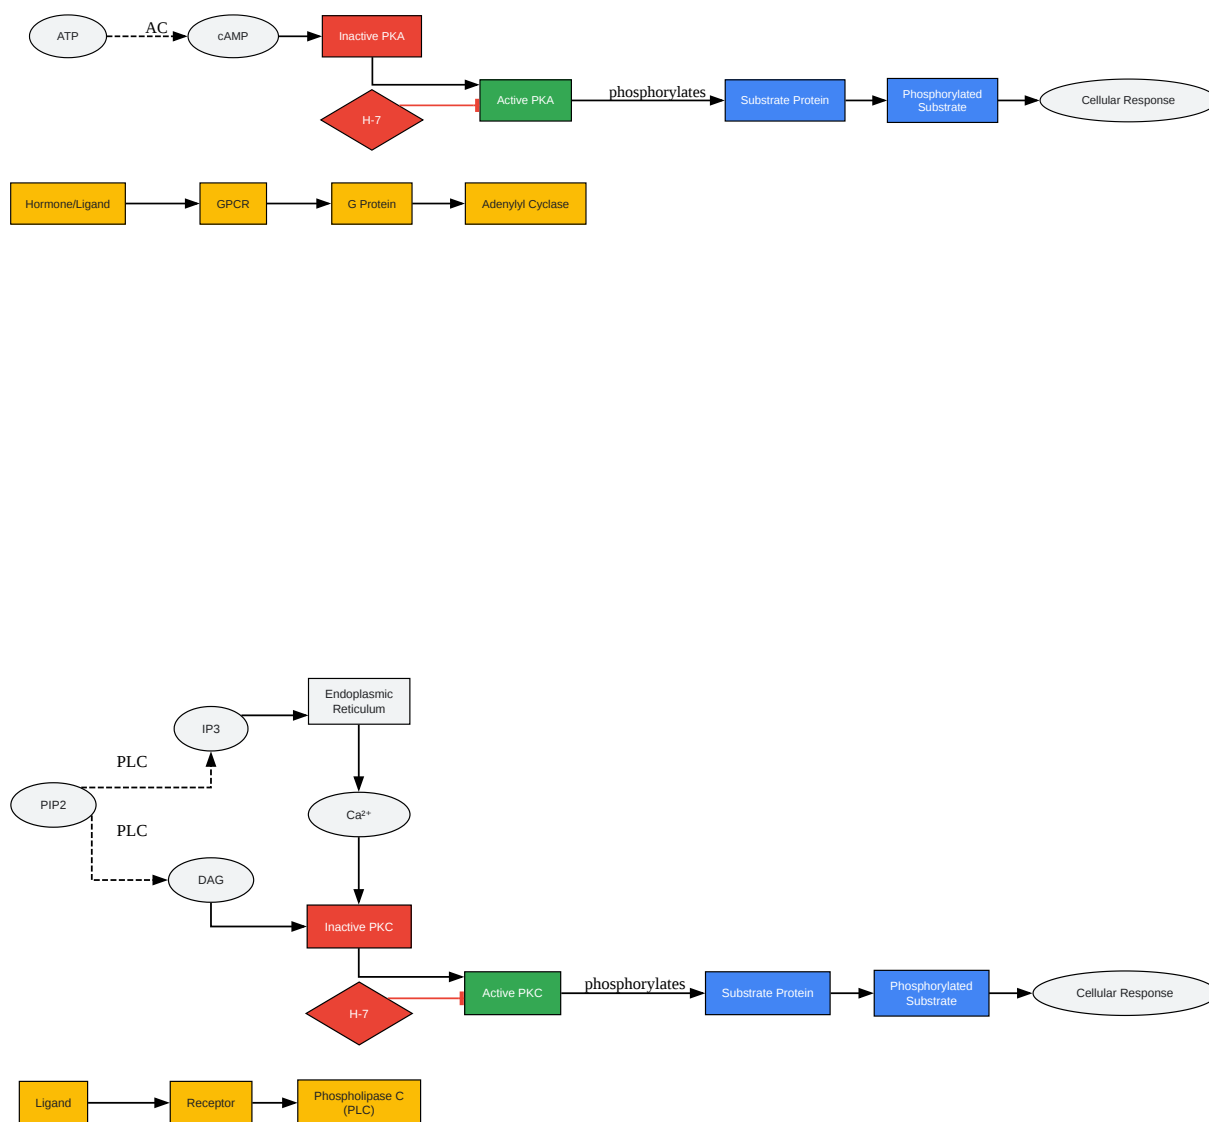 ATP
AC
cAMP
Inactive PKA
H-7
Active PKA
phosphorylates
Substrate Protein
Phosphorylated
Substrate
Cellular Response
Hormone/Ligand
GPCR
G Protein
Adenylyl Cyclase
Endoplasmic
Reticulum
IP3
PLC
PIP2
Ca²⁺
PLC
DAG
Inactive PKC
H-7
Active PKC
phosphorylates
Substrate Protein
Phosphorylated
Substrate
Cellular Response
Ligand
Receptor
Phospholipase C
(PLC)